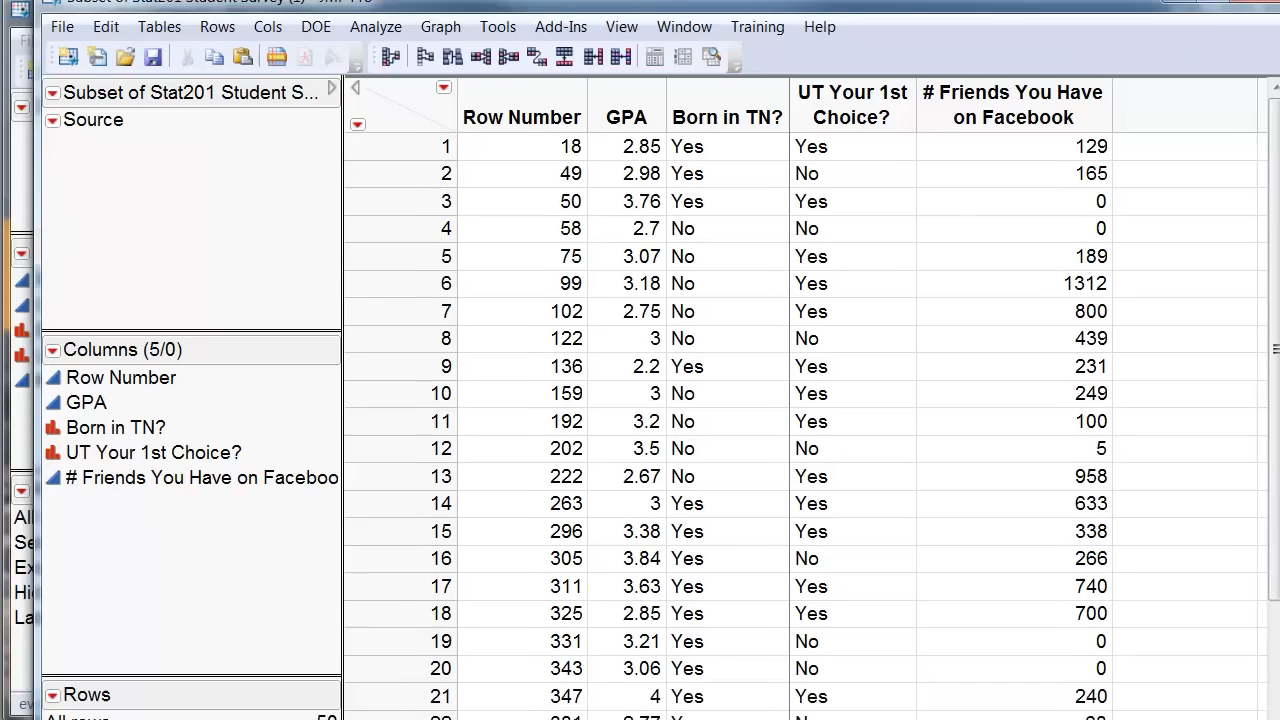 File Edit Tables Rows Cols DOE Analyze Graph Tools Add-Ins View Window Training Help
Subset of Stat201 Student S...
Source
Columns (5/0)
Row Number
GPA
Born in TN?
UT Your 1st Choice?
# Friends You Have on Faceboo
Rows
Row Number GPA Born in TN? UT Your 1st Choice? # Friends You Have on Facebook
1 18 2.85 Yes Yes 129
2 49 2.98 Yes No 165
3 50 3.76 Yes Yes 0
4 58 2.7 No No 0
5 75 3.07 No Yes 189
6 99 3.18 No Yes 1312
7 102 2.75 No Yes 800
8 122 3 No No 439
9 136 2.2 Yes Yes 231
10 159 3 No Yes 249
11 192 3.2 No Yes 100
12 202 3.5 No No 5
13 222 2.67 No Yes 958
14 263 3 Yes Yes 633
15 296 3.38 Yes Yes 338
16 305 3.84 Yes No 266
17 311 3.63 Yes Yes 740
18 325 2.85 Yes Yes 700
19 331 3.21 Yes No 0
20 343 3.06 Yes No 0
21 347 4 Yes Yes 240